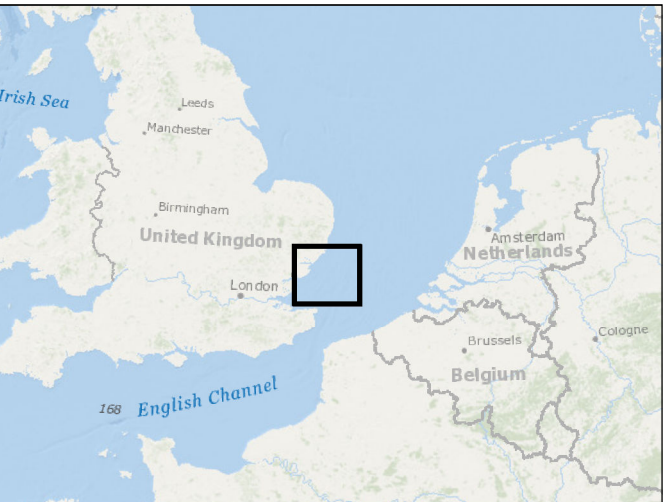 Irish Sea
Leeds
Manchester
Birmingham
United Kingdom
Amsterdam
Netherlands
London
Cologne
Brussels
Belgium
English Channel
168